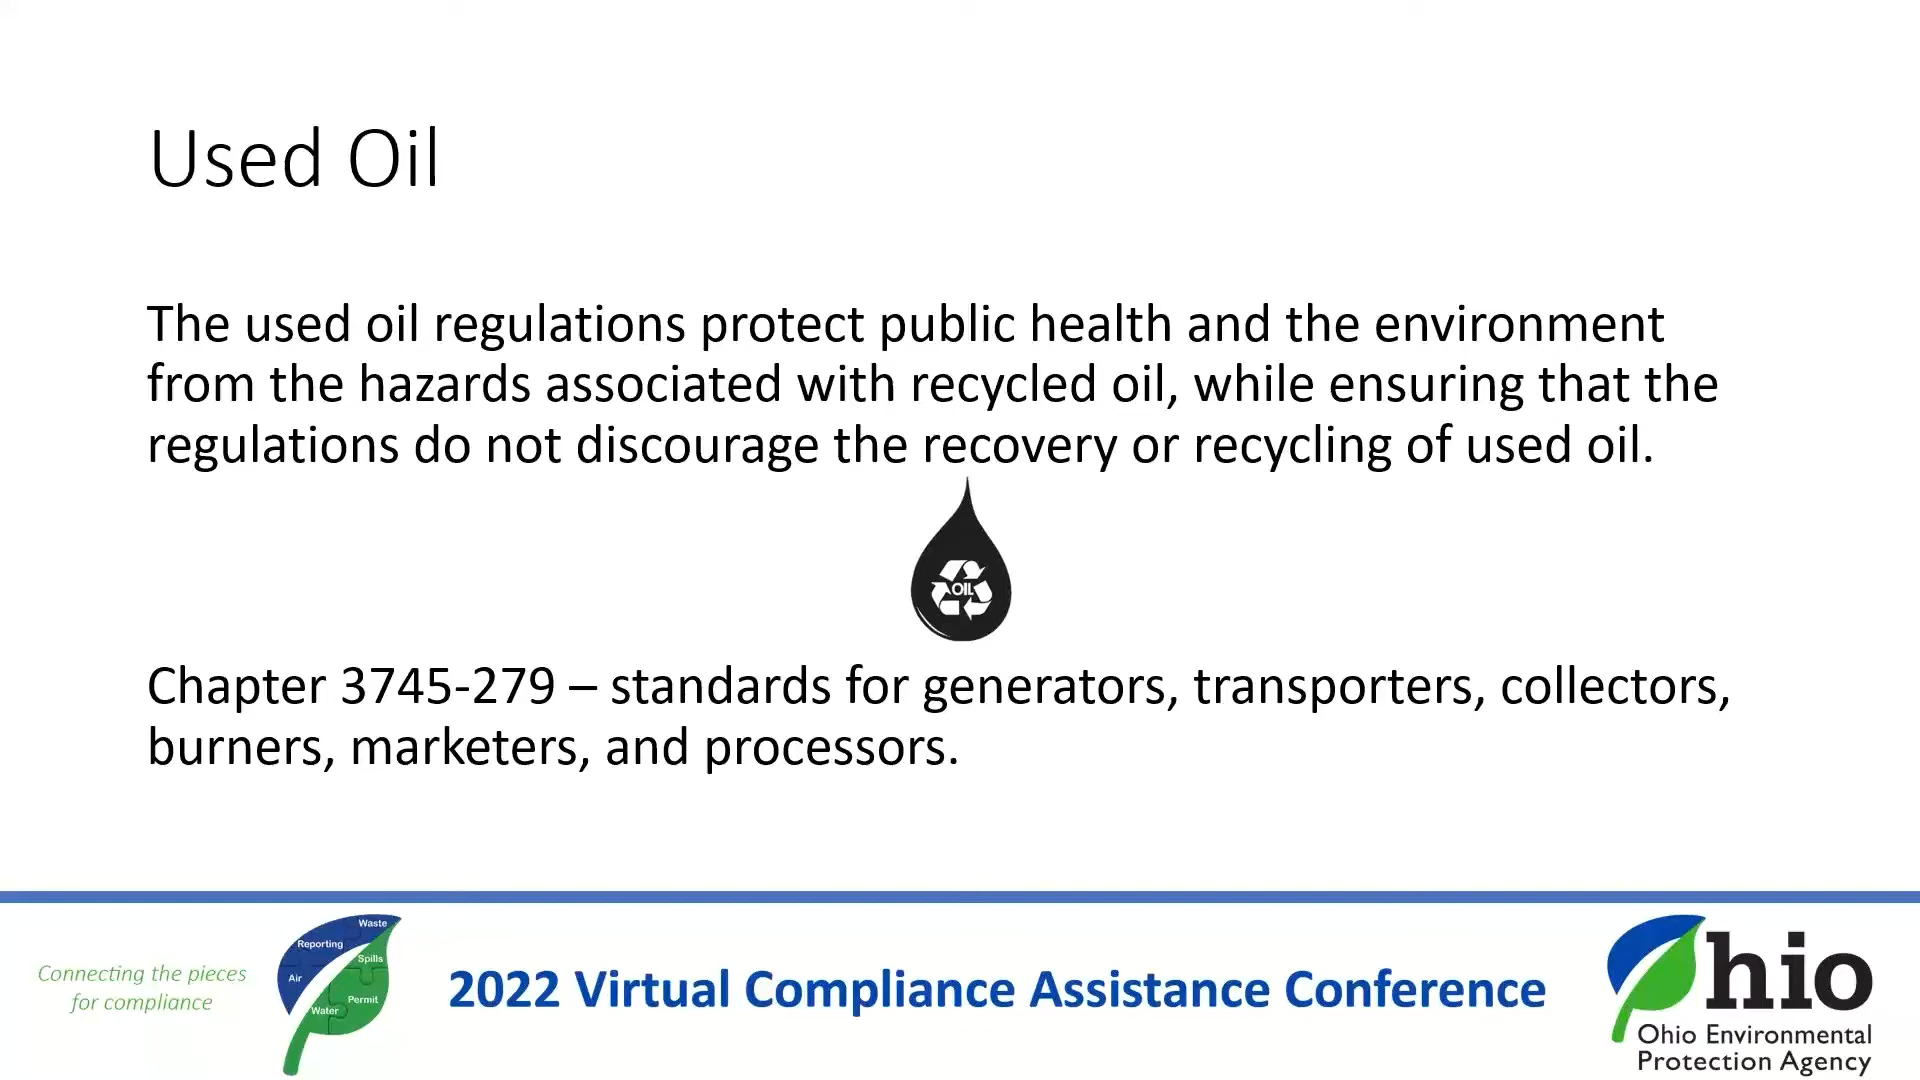 Used Oil
The used oil regulations protect public health and the environment
from the hazards associated with recycled oil, while ensuring that the
regulations do not discourage the recovery or recycling of used oil.
OIL
Chapter 3745-279 – standards for generators, transporters, collectors,
burners, marketers, and processors.
Connecting the pieces
for compliance
Waste
Reporting
Spills
Air
Permit
Water
2022 Virtual Compliance Assistance Conference
Ohio
Ohio Environmental
Protection Agency